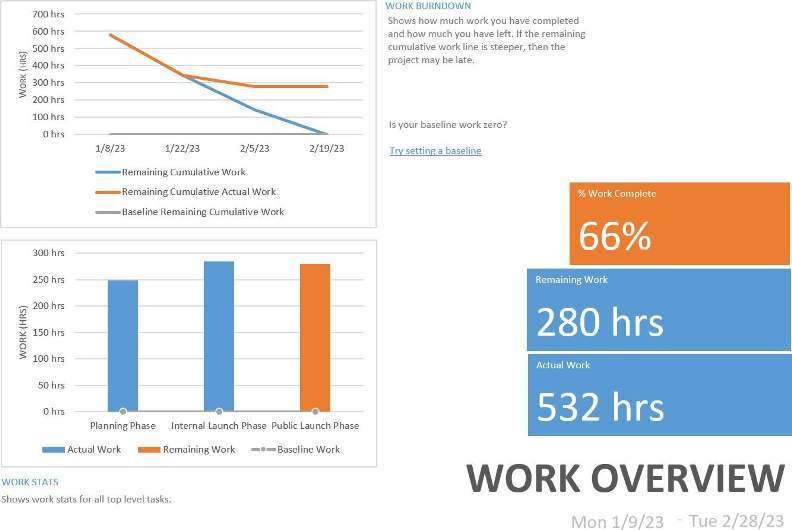 700 hrs
600 hrs
500 hrs
400 hrs
300 hrs
200 hrs
100 hrs
0 hrs
WORK (HRS)
1/8/23 1/22/23 2/5/23 2/19/23
Remaining Cumulative Work
Remaining Cumulative Actual Work
Baseline Remaining Cumulative Work
WORK BURNDOWN
Shows how much work you have completed
and how much you have left. If the remaining
cumulative work line is steeper, then the
project may be late.
Is your baseline work zero?
Try setting a baseline
300 hrs
250 hrs
200 hrs
150 hrs
100 hrs
50 hrs
0 hrs
WORK (HRS)
Planning Phase Internal Launch Phase Public Launch Phase
Actual Work Remaining Work Baseline Work
WORK STATS
Shows work stats for all top level tasks.
% Work Complete
66%
Remaining Work
280 hrs
Actual Work
532 hrs
WORK OVERVIEW
Mon 1/9/23 - Tue 2/28/23